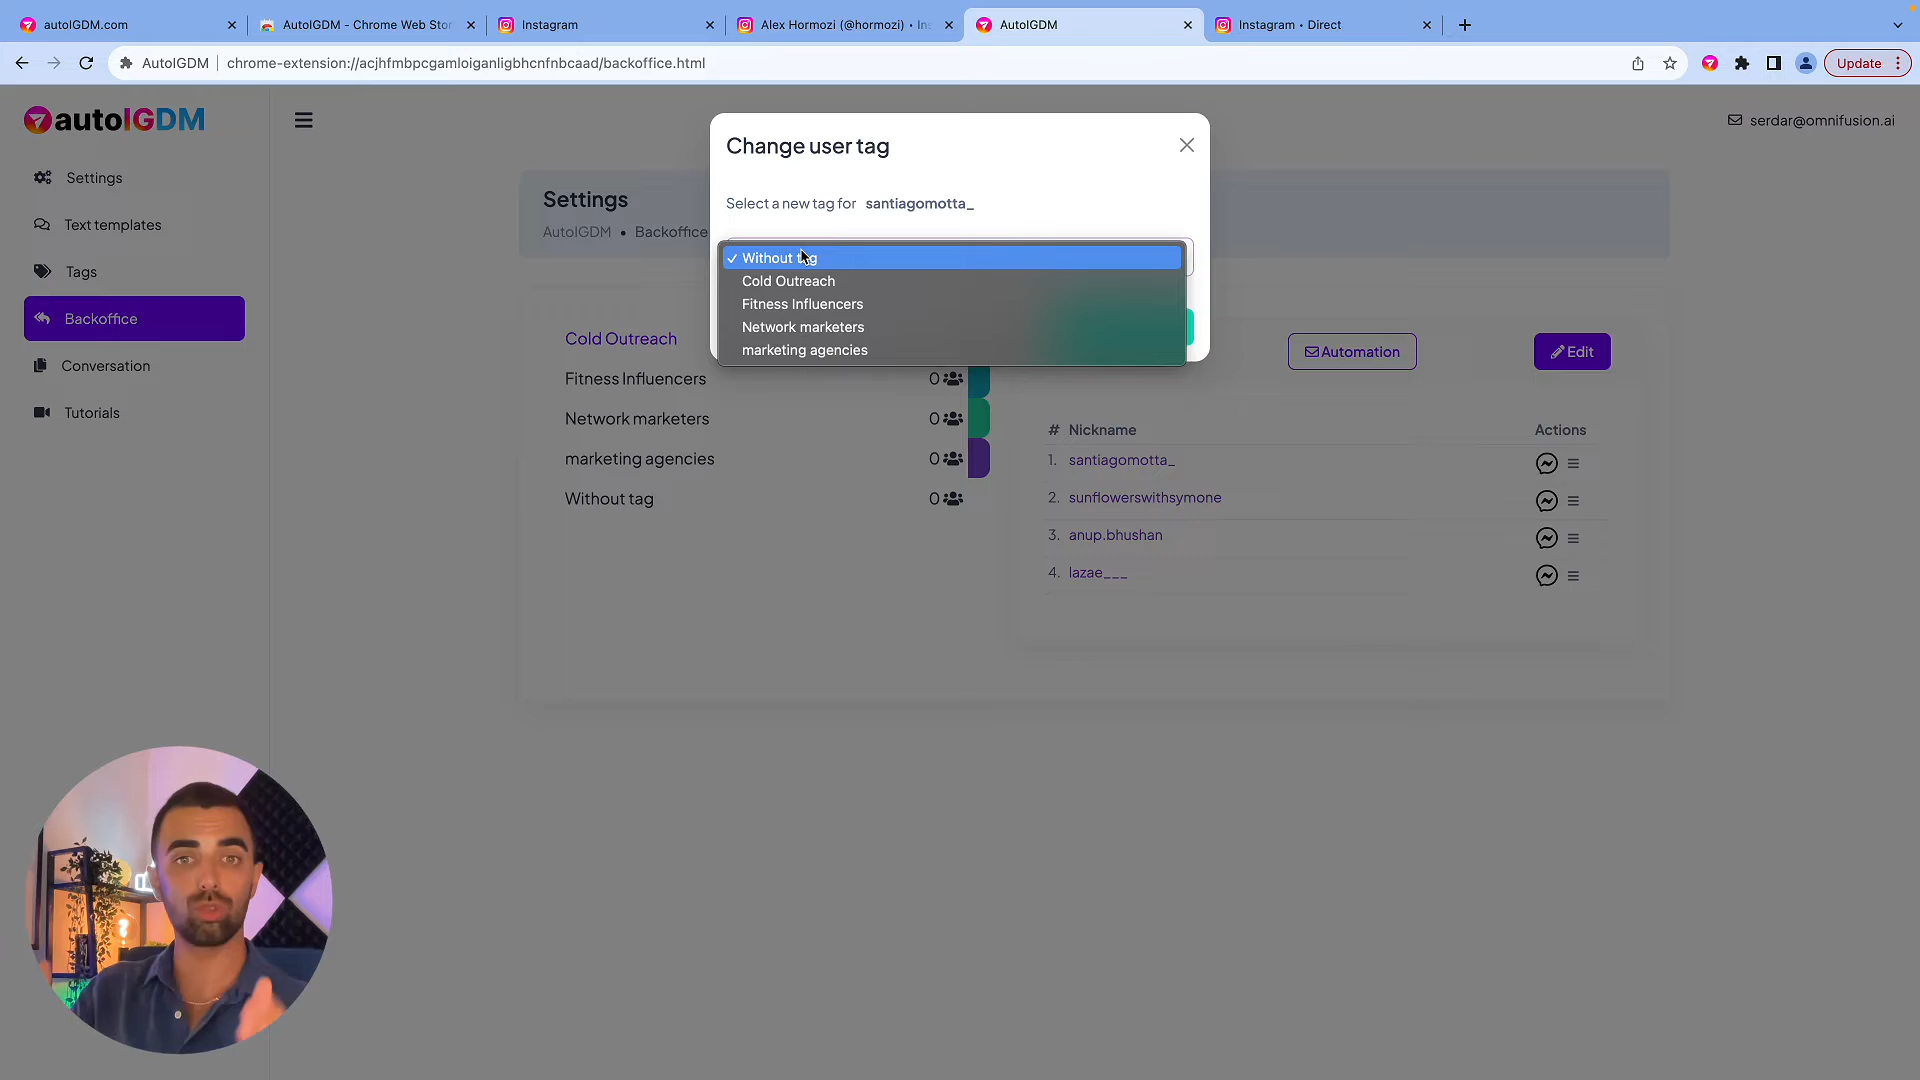 autoIGDM.com
AutoIGDM - Chrome Web Stor
Instagram
Alex Hormozi (@hormozi) • Ins
AutoIGDM
Instagram • Direct
AutoIGDM
chrome-extension://acjhfmbpcgamloiganligbhcnfnbcaad/backoffice.html
Update
autoIGDM
serdar@omnifusion.ai
Settings
Text templates
Tags
Backoffice
Conversation
Tutorials
Settings
AutoIGDM • Backoffice
Change user tag
Select a new tag for santiagomotta_
✓ Without tag
Cold Outreach
Fitness Influencers
Network marketers
marketing agencies
Cold Outreach
Fitness Influencers 0
Network marketers 0
marketing agencies 0
Without tag 0
Automation
Edit
# Nickname Actions
1. santiagomotta_
2. sunflowerswithsymone
3. anup.bhushan
4. lazae___